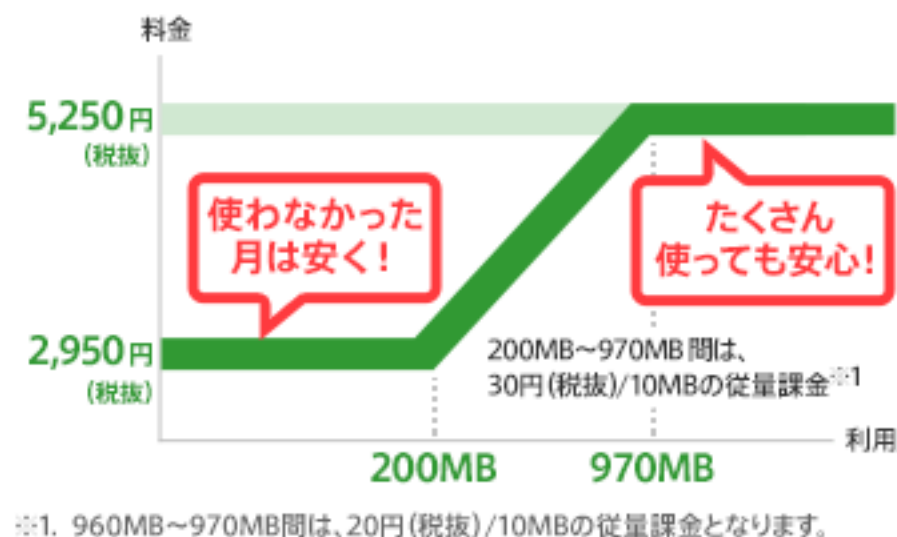 料金
5,250円
(税抜)
使わなかった
月は安く!
たくさん
使っても安心!
2,950円
(税抜)
200MB～970MB間は、
30円(税抜)/10MBの従量課金※1
利用
200MB
970MB
※1. 960MB～970MB間は、20円(税抜)/10MBの従量課金となります。